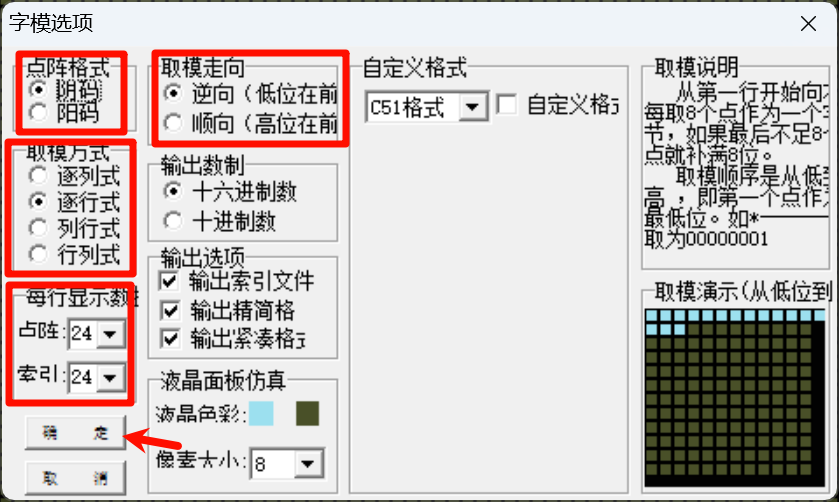 字模选项
点阵格式
阴码
阳码
取模方式
逐列式
逐行式
列行式
行列式
每行显示数据
点阵:
24
索引:
24
确 定
取 消
取模走向
逆向（低位在前
顺向（高位在前
输出数制
十六进制数
十进制数
输出选项
输出索引文件
输出精简格
输出紧凑格式
液晶面板仿真
液晶色彩:
像素大小:
8
自定义格式
C51格式
自定义格式
取模说明
从第一行开始向
每取8个点作为一个字
节，如果最后不足8个
点就补满8位。
取模顺序是从低到
高，即第一个点作为
最低位。如*-------
取为00000001
取模演示(从低位到